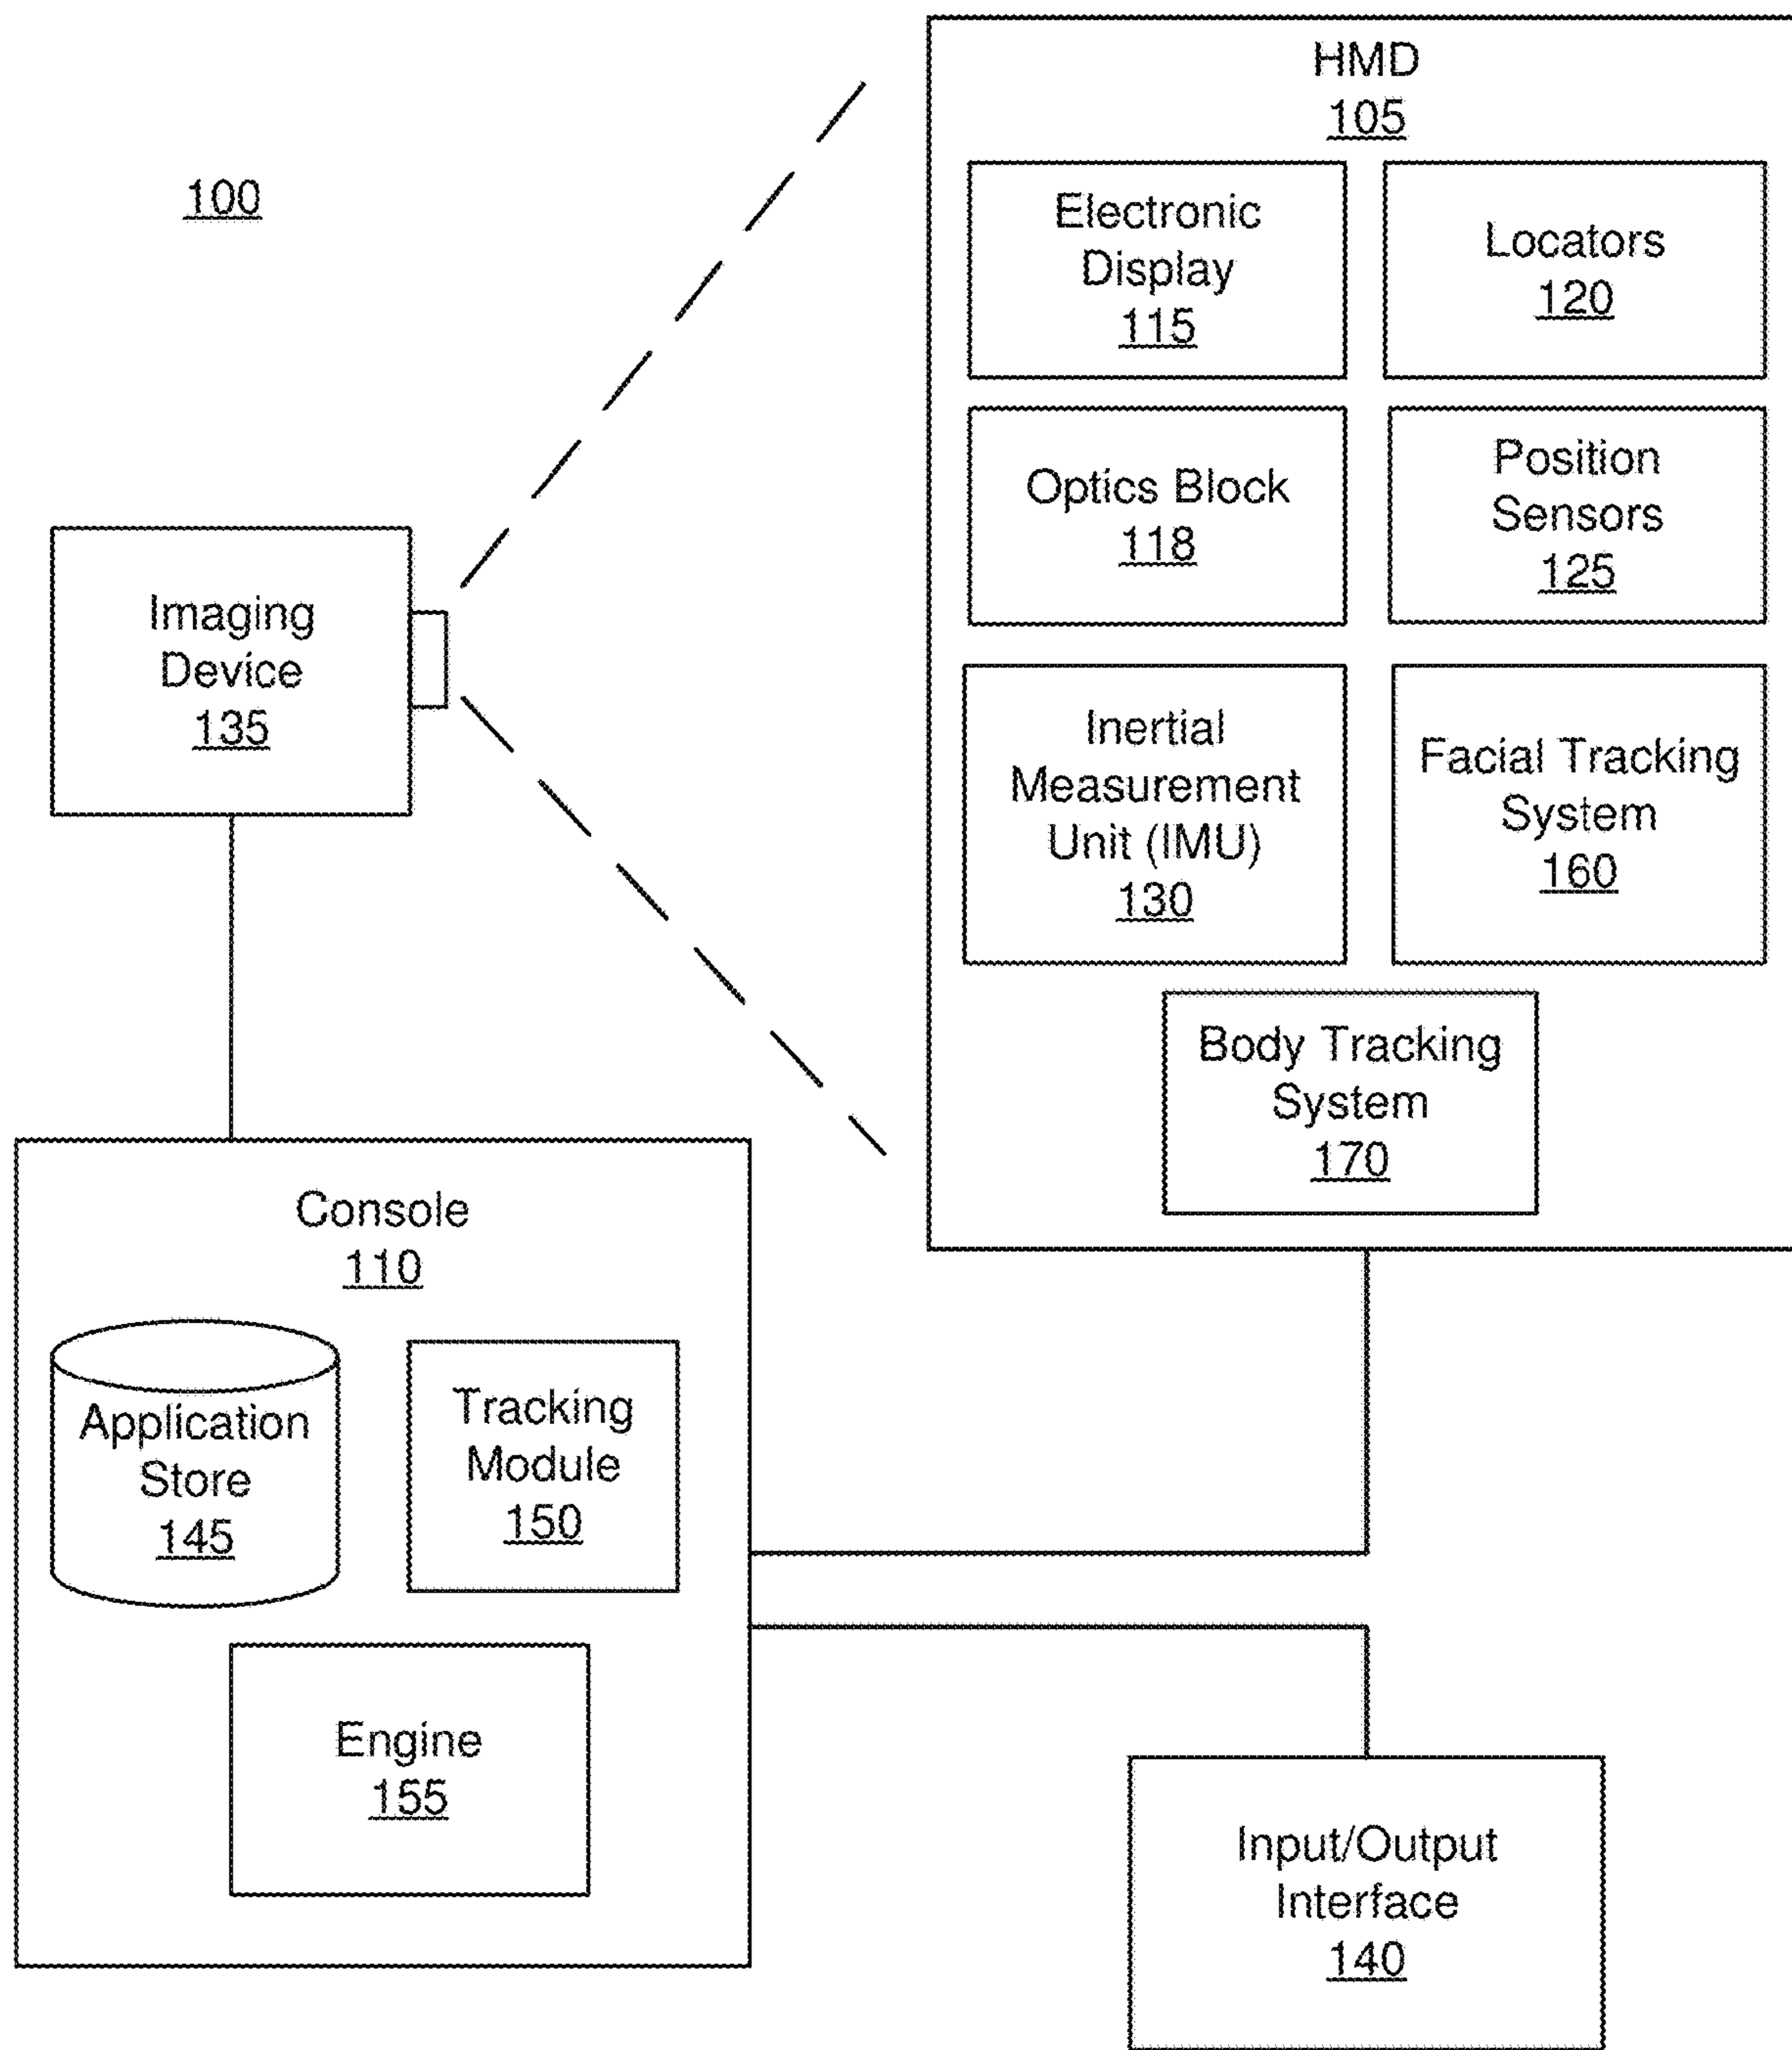 100
HMD
105
Electronic
Display
115
Locators
120
Optics Block
118
Position
Sensors
125
Inertial
Measurement
Unit (IMU)
130
Facial Tracking
System
160
Body Tracking
System
170
Imaging
Device
135
Console
110
Application
Store
145
Tracking
Module
150
Engine
155
Input/Output
Interface
140